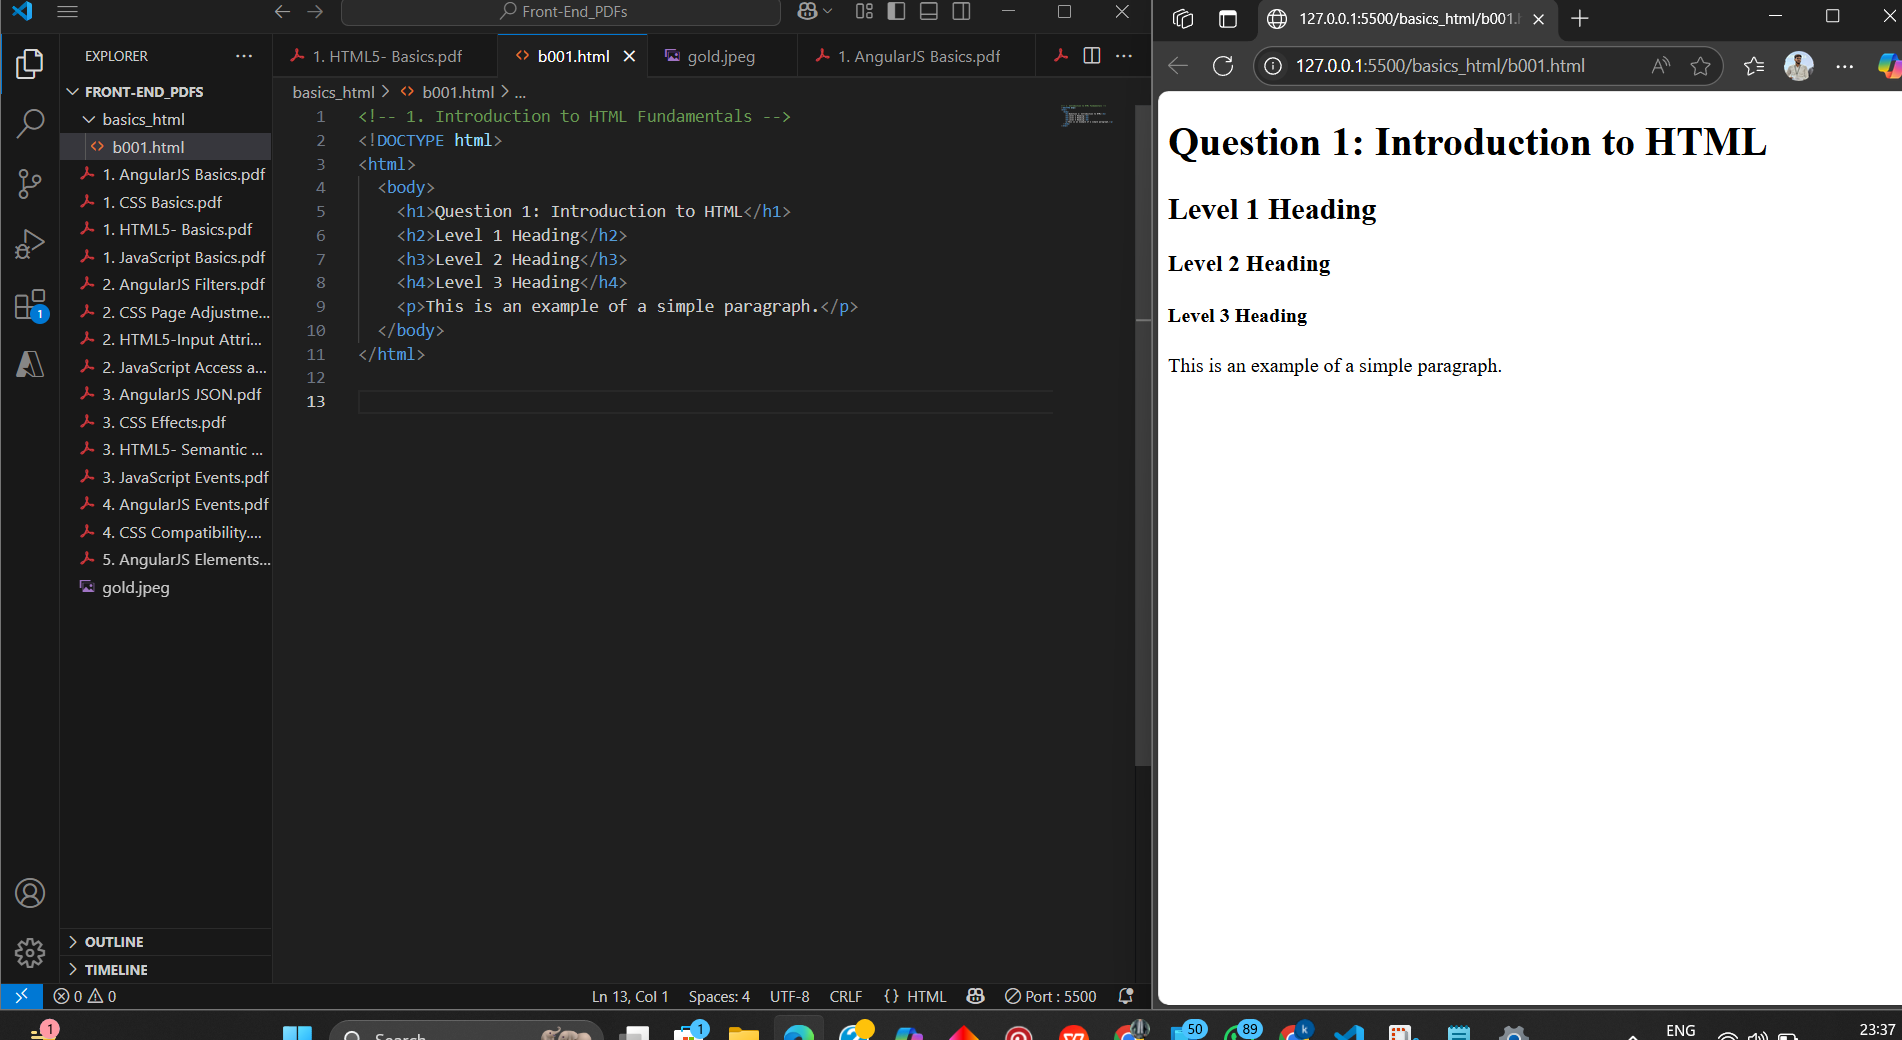 Front-End_PDFs
EXPLORER
FRONT-END_PDFS
basics_html
b001.html
1. AngularJS Basics.pdf
1. CSS Basics.pdf
1. HTML5- Basics.pdf
1. JavaScript Basics.pdf
2. AngularJS Filters.pdf
2. CSS Page Adjustme...
2. HTML5-Input Attri...
2. JavaScript Access a...
3. AngularJS JSON.pdf
3. CSS Effects.pdf
3. HTML5- Semantic ...
3. JavaScript Events.pdf
4. AngularJS Events.pdf
4. CSS Compatibility....
5. AngularJS Elements...
gold.jpeg
OUTLINE
TIMELINE
1
1. HTML5- Basics.pdf
b001.html
gold.jpeg
1. AngularJS Basics.pdf
basics_html > b001.html > ...
1 <!-- 1. Introduction to HTML Fundamentals -->
2 <!DOCTYPE html>
3 <html>
4 <body>
5 <h1>Question 1: Introduction to HTML</h1>
6 <h2>Level 1 Heading</h2>
7 <h3>Level 2 Heading</h3>
8 <h4>Level 3 Heading</h4>
9 <p>This is an example of a simple paragraph.</p>
10 </body>
11 </html>
12
13
0 0 Ln 13, Col 1 Spaces: 4 UTF-8 CRLF {} HTML Port : 5500
127.0.0.1:5500/basics_html/b001.h
127.0.0.1:5500/basics_html/b001.html
Question 1: Introduction to HTML
Level 1 Heading
Level 2 Heading
Level 3 Heading
This is an example of a simple paragraph.
1 Search 1 50 89 k ENG 23:37